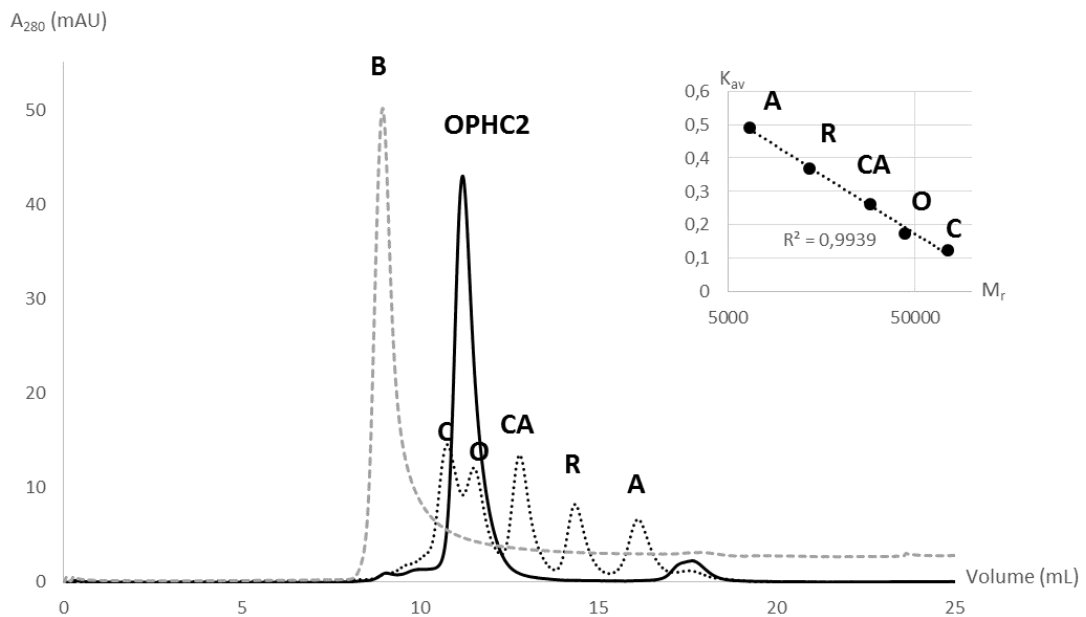 A280 (mAU)
B
OPHC2
C
O
CA
R
A
50
40
30
20
10
0
0
5
10
15
20
25
Volume (mL)
Kav
0,6
0,5
0,4
0,3
0,2
0,1
0
A
R
CA
O
C
R² = 0,9939
Mr
5000
50000